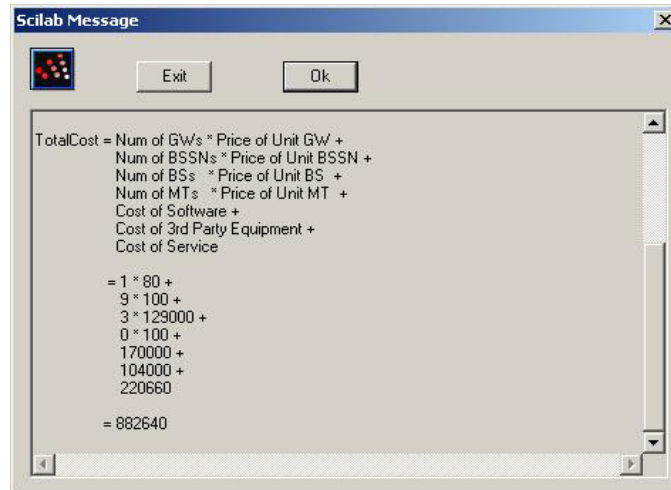 Scilab Message
Exit Ok
TotalCost = Num of GWs * Price of Unit GW +
Num of BSSNs * Price of Unit BSSN +
Num of BSs * Price of Unit BS +
Num of MTs * Price of Unit MT +
Cost of Software +
Cost of 3rd Party Equipment +
Cost of Service
= 1 * 80 +
9 * 100 +
3 * 129000 +
0 * 100 +
170000 +
104000 +
220660
= 882640